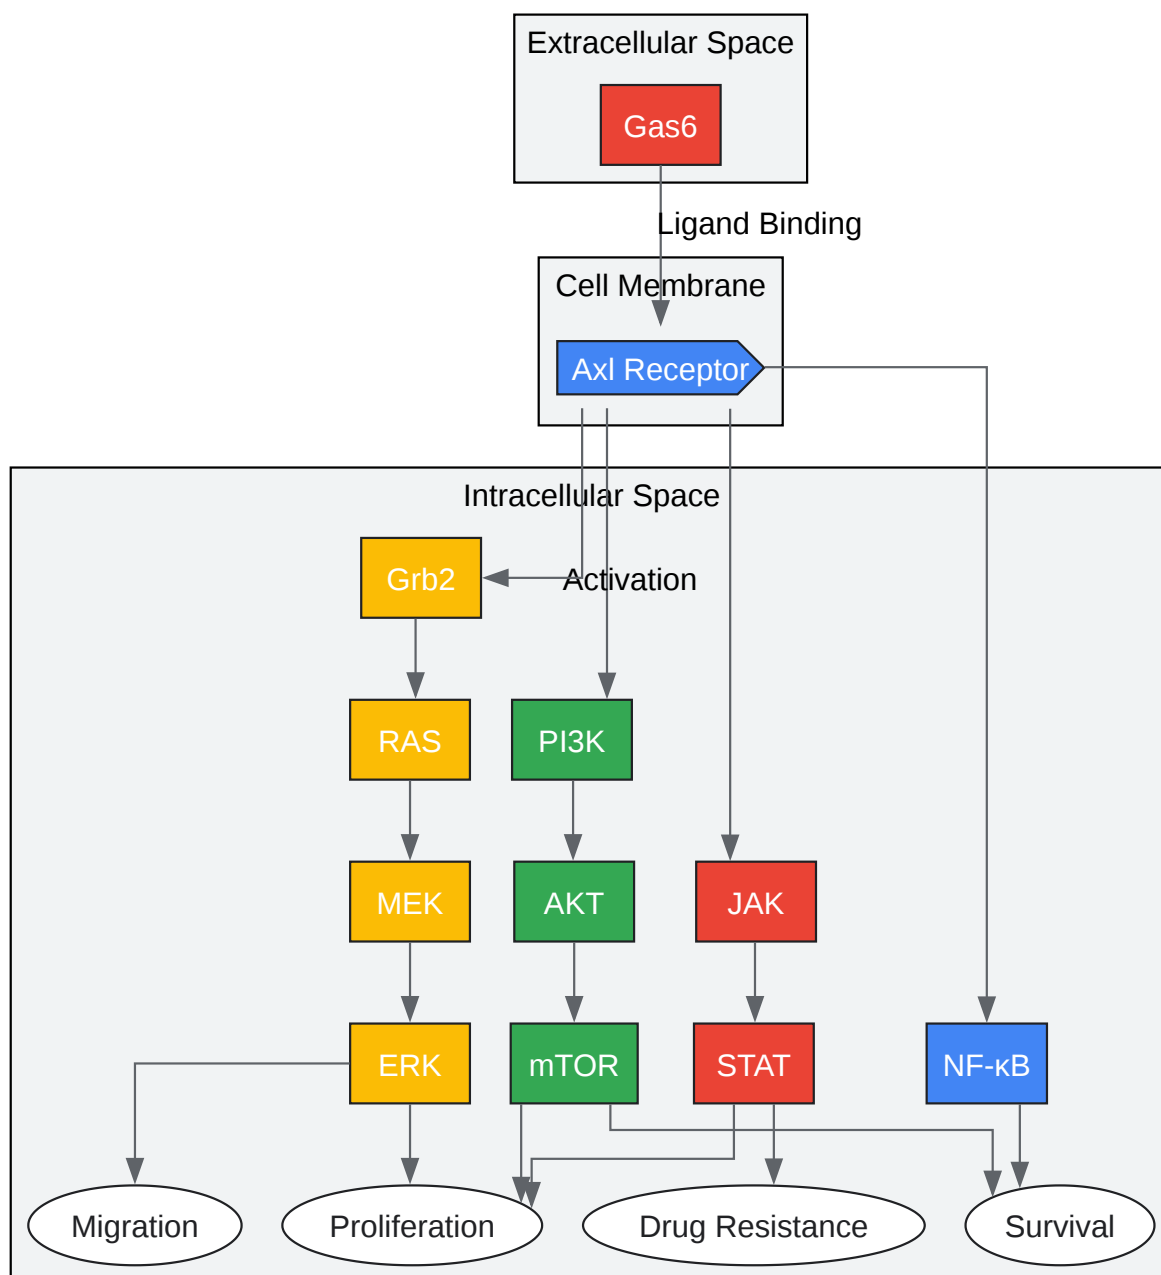 Extracellular Space
Gas6
Ligand Binding
Cell Membrane
Axl Receptor
Intracellular Space
Grb2
Activation
RAS
PI3K
MEK
AKT
JAK
ERK
mTOR
STAT
NF-κB
Migration
Proliferation
Drug Resistance
Survival